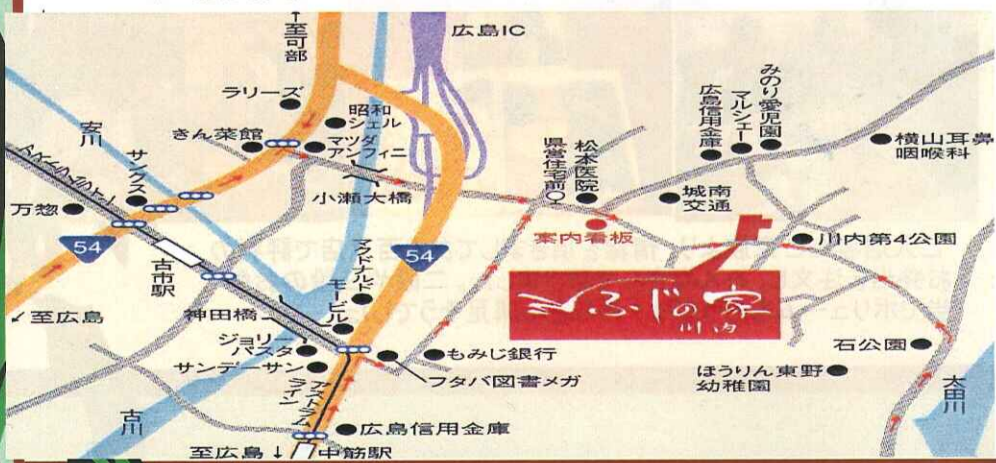 ↑至可部
広島IC
ラリーズ
昭和
シェル
きん菜館
マツダ
アンフィニ
安川
サンクス
アストラムライン
万惣
54
古市駅
小瀬大橋
県営住宅前
松本医院
案内看板
広島信用金庫
マルシェー
みのり愛児園
横山耳鼻
咽喉科
城南
交通
川内第4公園
ふじの家
川内
54
マクドナルド
モービル
↙至広島
神田橋
ジョリー
パスタ
サンデーサン
もみじ銀行
フタバ図書メガ
石公園
ほうりん東野
幼稚園
太田川
古川
アストラム
ライン
広島信用金庫
至広島↓
中筋駅